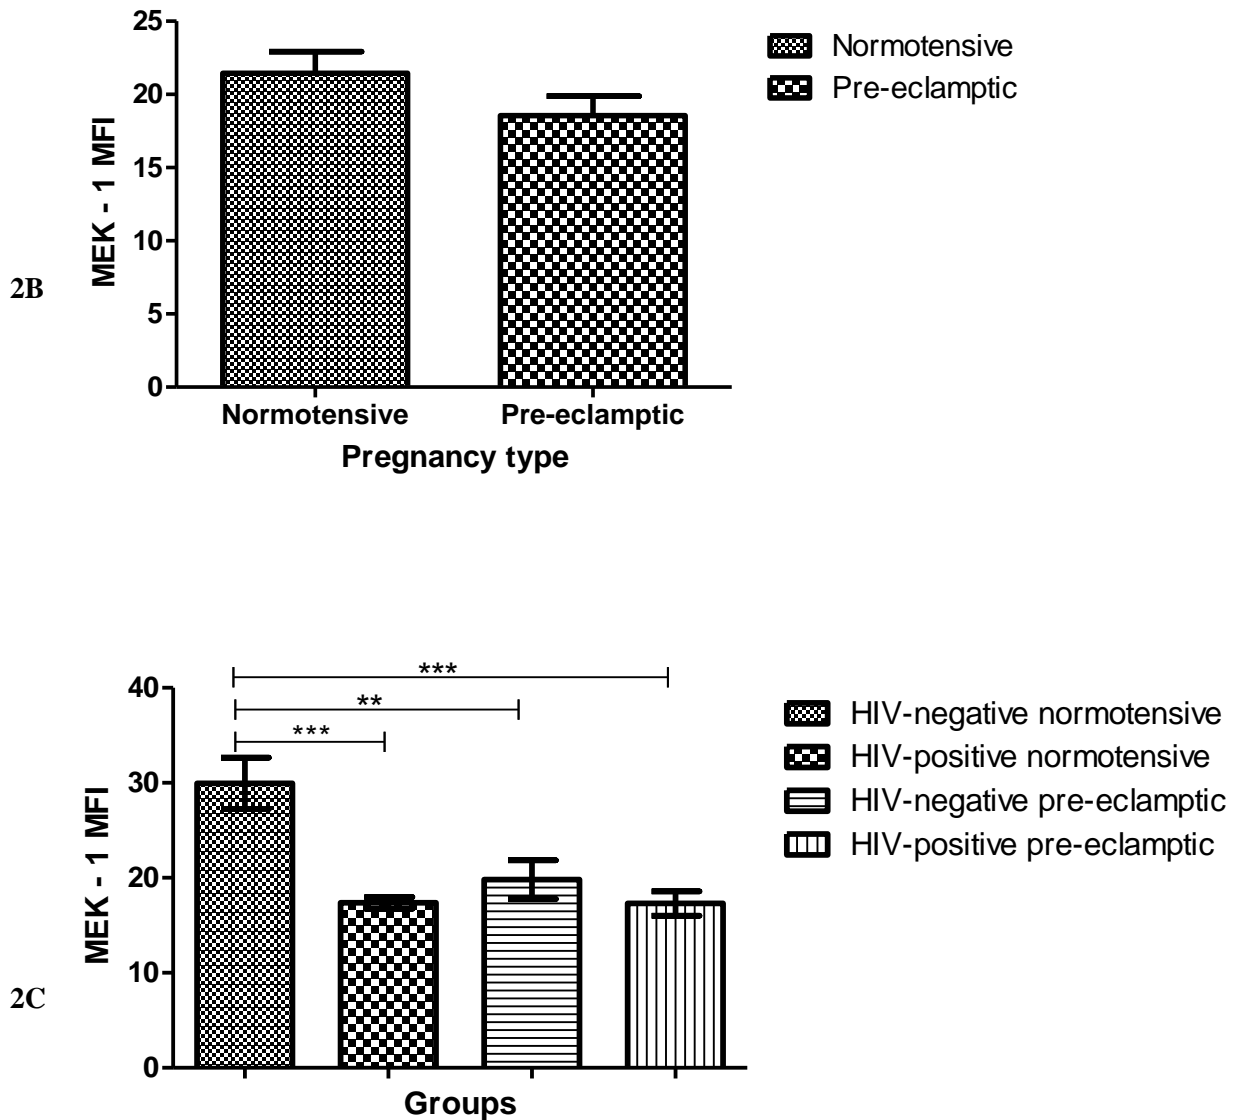 25
20
15
10
5
0
MEK - 1 MFI
Normotensive
Pre-eclamptic
Pregnancy type
Normotensive
Pre-eclamptic
2B
40
30
20
10
0
MEK - 1 MFI
***
**
***
Groups
HIV-negative normotensive
HIV-positive normotensive
HIV-negative pre-eclamptic
HIV-positive pre-eclamptic
2C